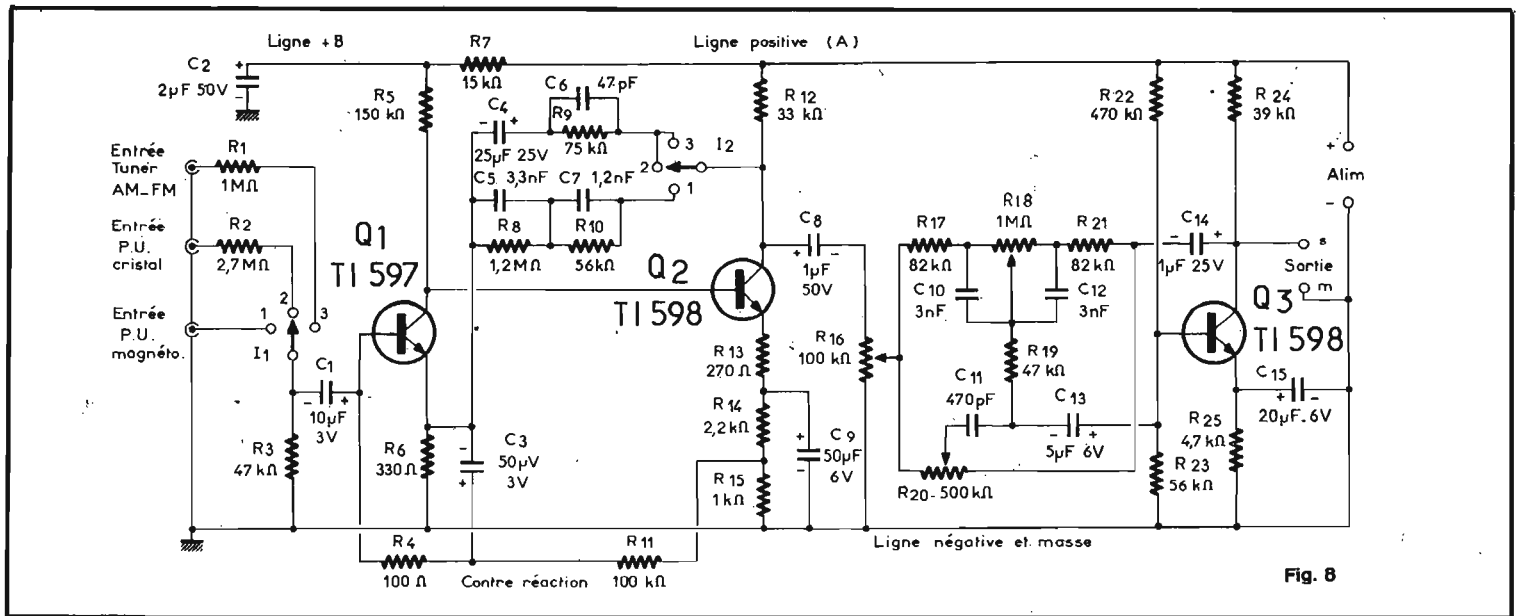 Ligne +B
Ligne positive (A)
C2
2µF 50V
R7
15 kΩ
R5
150 kΩ
C6
47 pF
C4
R9
25µF 25V
75 kΩ
3
I2
2
1
C5
3,3nF
C7
1,2nF
R8
R10
1,2MΩ
56kΩ
R12
33 kΩ
R22
470 kΩ
R24
39 kΩ
Entrée
Tuner
AM_FM
R1
1MΩ
Entrée
P.U.
cristal
R2
2,7MΩ
Entrée
P.U.
magnéto.
1
2
3
I1
Q1
TI 597
Q2
TI 598
C1
10µF
3V
R3
47 kΩ
R6
330Ω
C3
50µV
3V
C8
1µF
50V
R13
270 Ω
R14
2,2kΩ
R15
1 kΩ
C9
50µF
6V
R16
100 kΩ
R17
82kΩ
R18
1MΩ
R21
82kΩ
C10
3nF
C12
3nF
R19
47 kΩ
C11
470pF
C13
5µF 6V
R20-500kΩ
C14
1µF 25V
Q3
TI 598
R23
56 kΩ
C15
20µF_6V
R25
4,7 kΩ
+
Alim
-
s
Sortie
m
Ligne négative et masse
R4
100 Ω
R11
100 kΩ
Contre réaction
Fig. 8